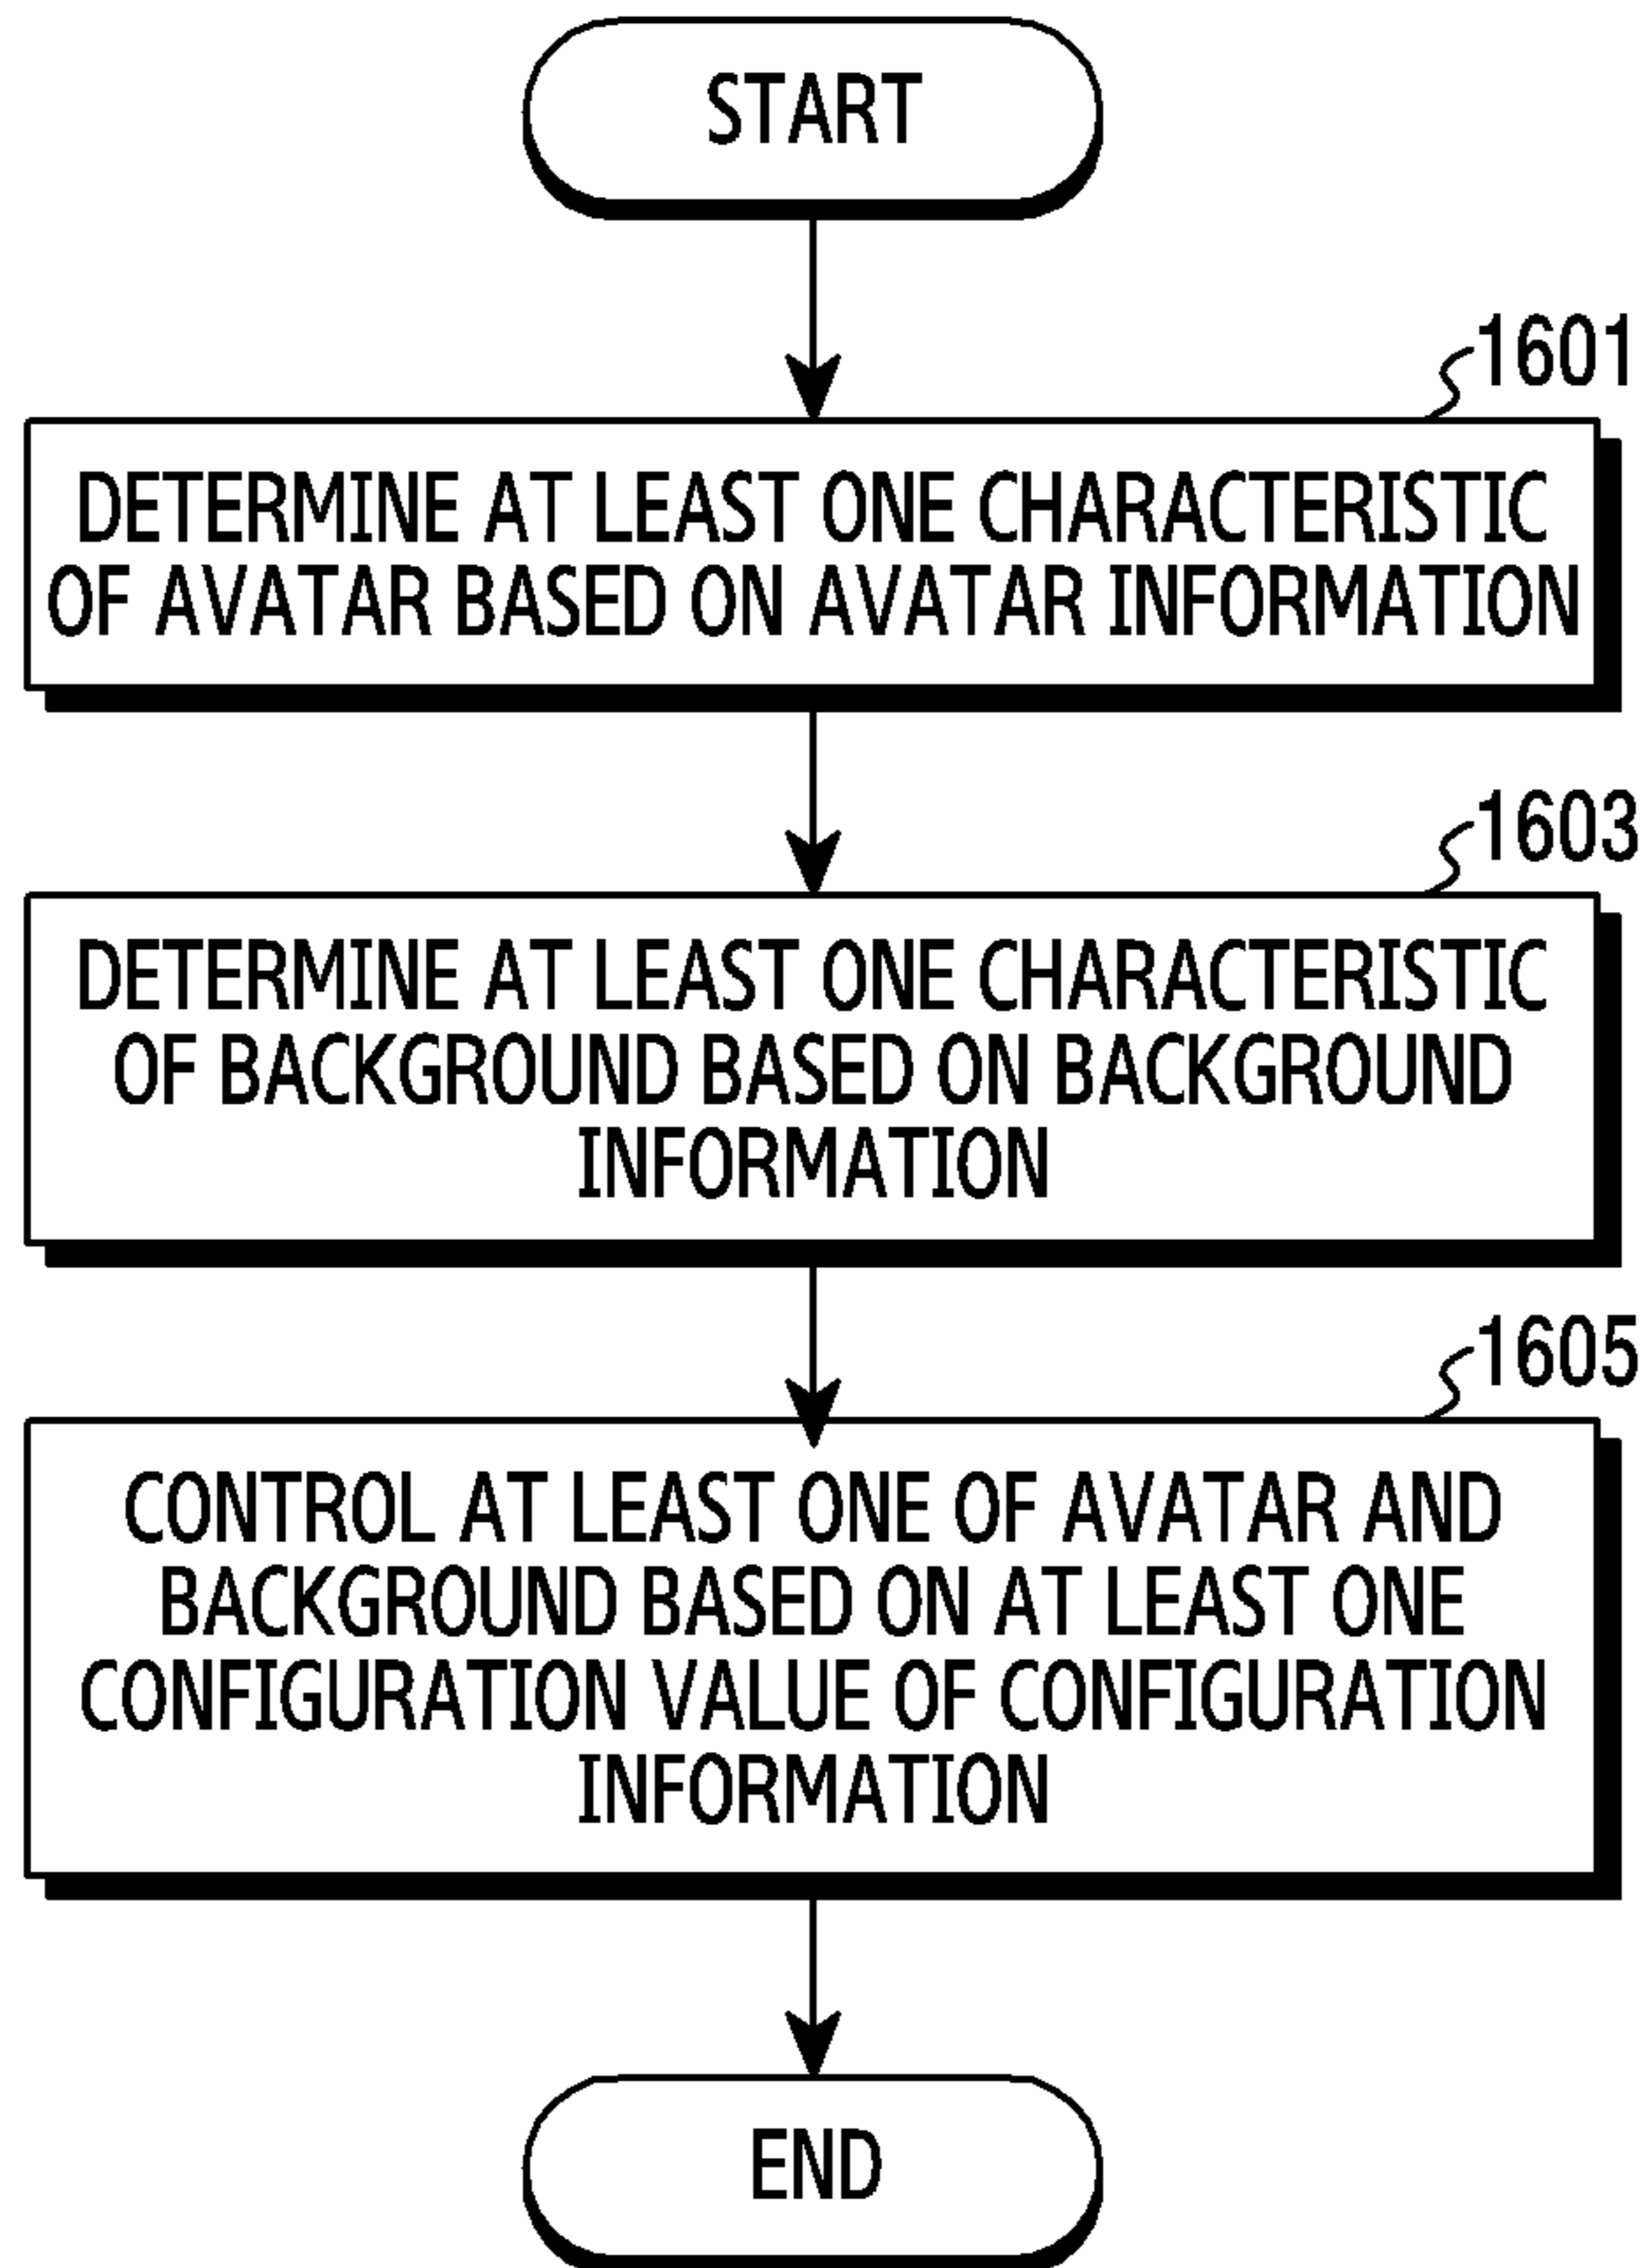 START
1601
DETERMINE AT LEAST ONE CHARACTERISTIC
OF AVATAR BASED ON AVATAR INFORMATION
1603
DETERMINE AT LEAST ONE CHARACTERISTIC
OF BACKGROUND BASED ON BACKGROUND
INFORMATION
1605
CONTROL AT LEAST ONE OF AVATAR AND
BACKGROUND BASED ON AT LEAST ONE
CONFIGURATION VALUE OF CONFIGURATION
INFORMATION
END